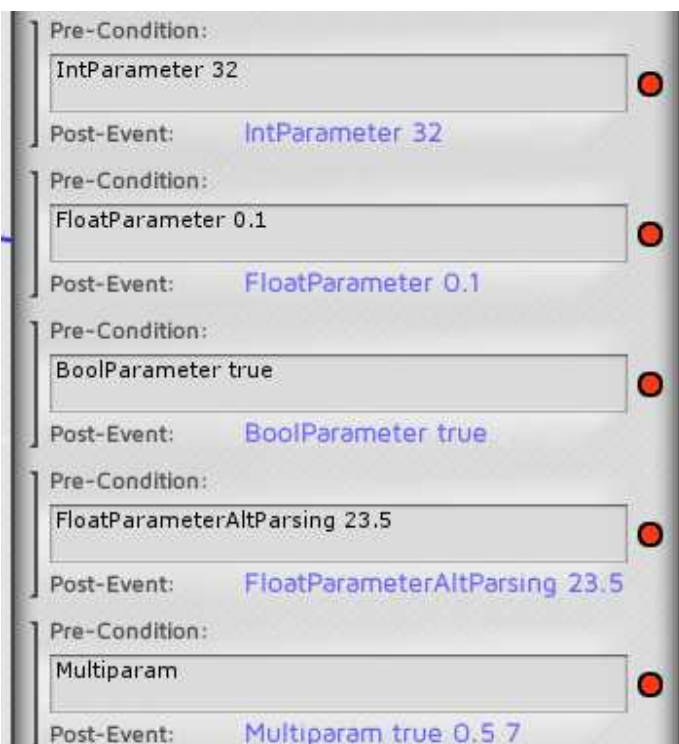 Pre-Condition:
IntParameter 32
Post-Event: IntParameter 32
Pre-Condition:
FloatParameter 0.1
Post-Event: FloatParameter 0.1
Pre-Condition:
BoolParameter true
Post-Event: BoolParameter true
Pre-Condition:
FloatParameterAltParsing 23.5
Post-Event: FloatParameterAltParsing 23.5
Pre-Condition:
Multiparam
Post-Event: Multiparam true 0.5 7